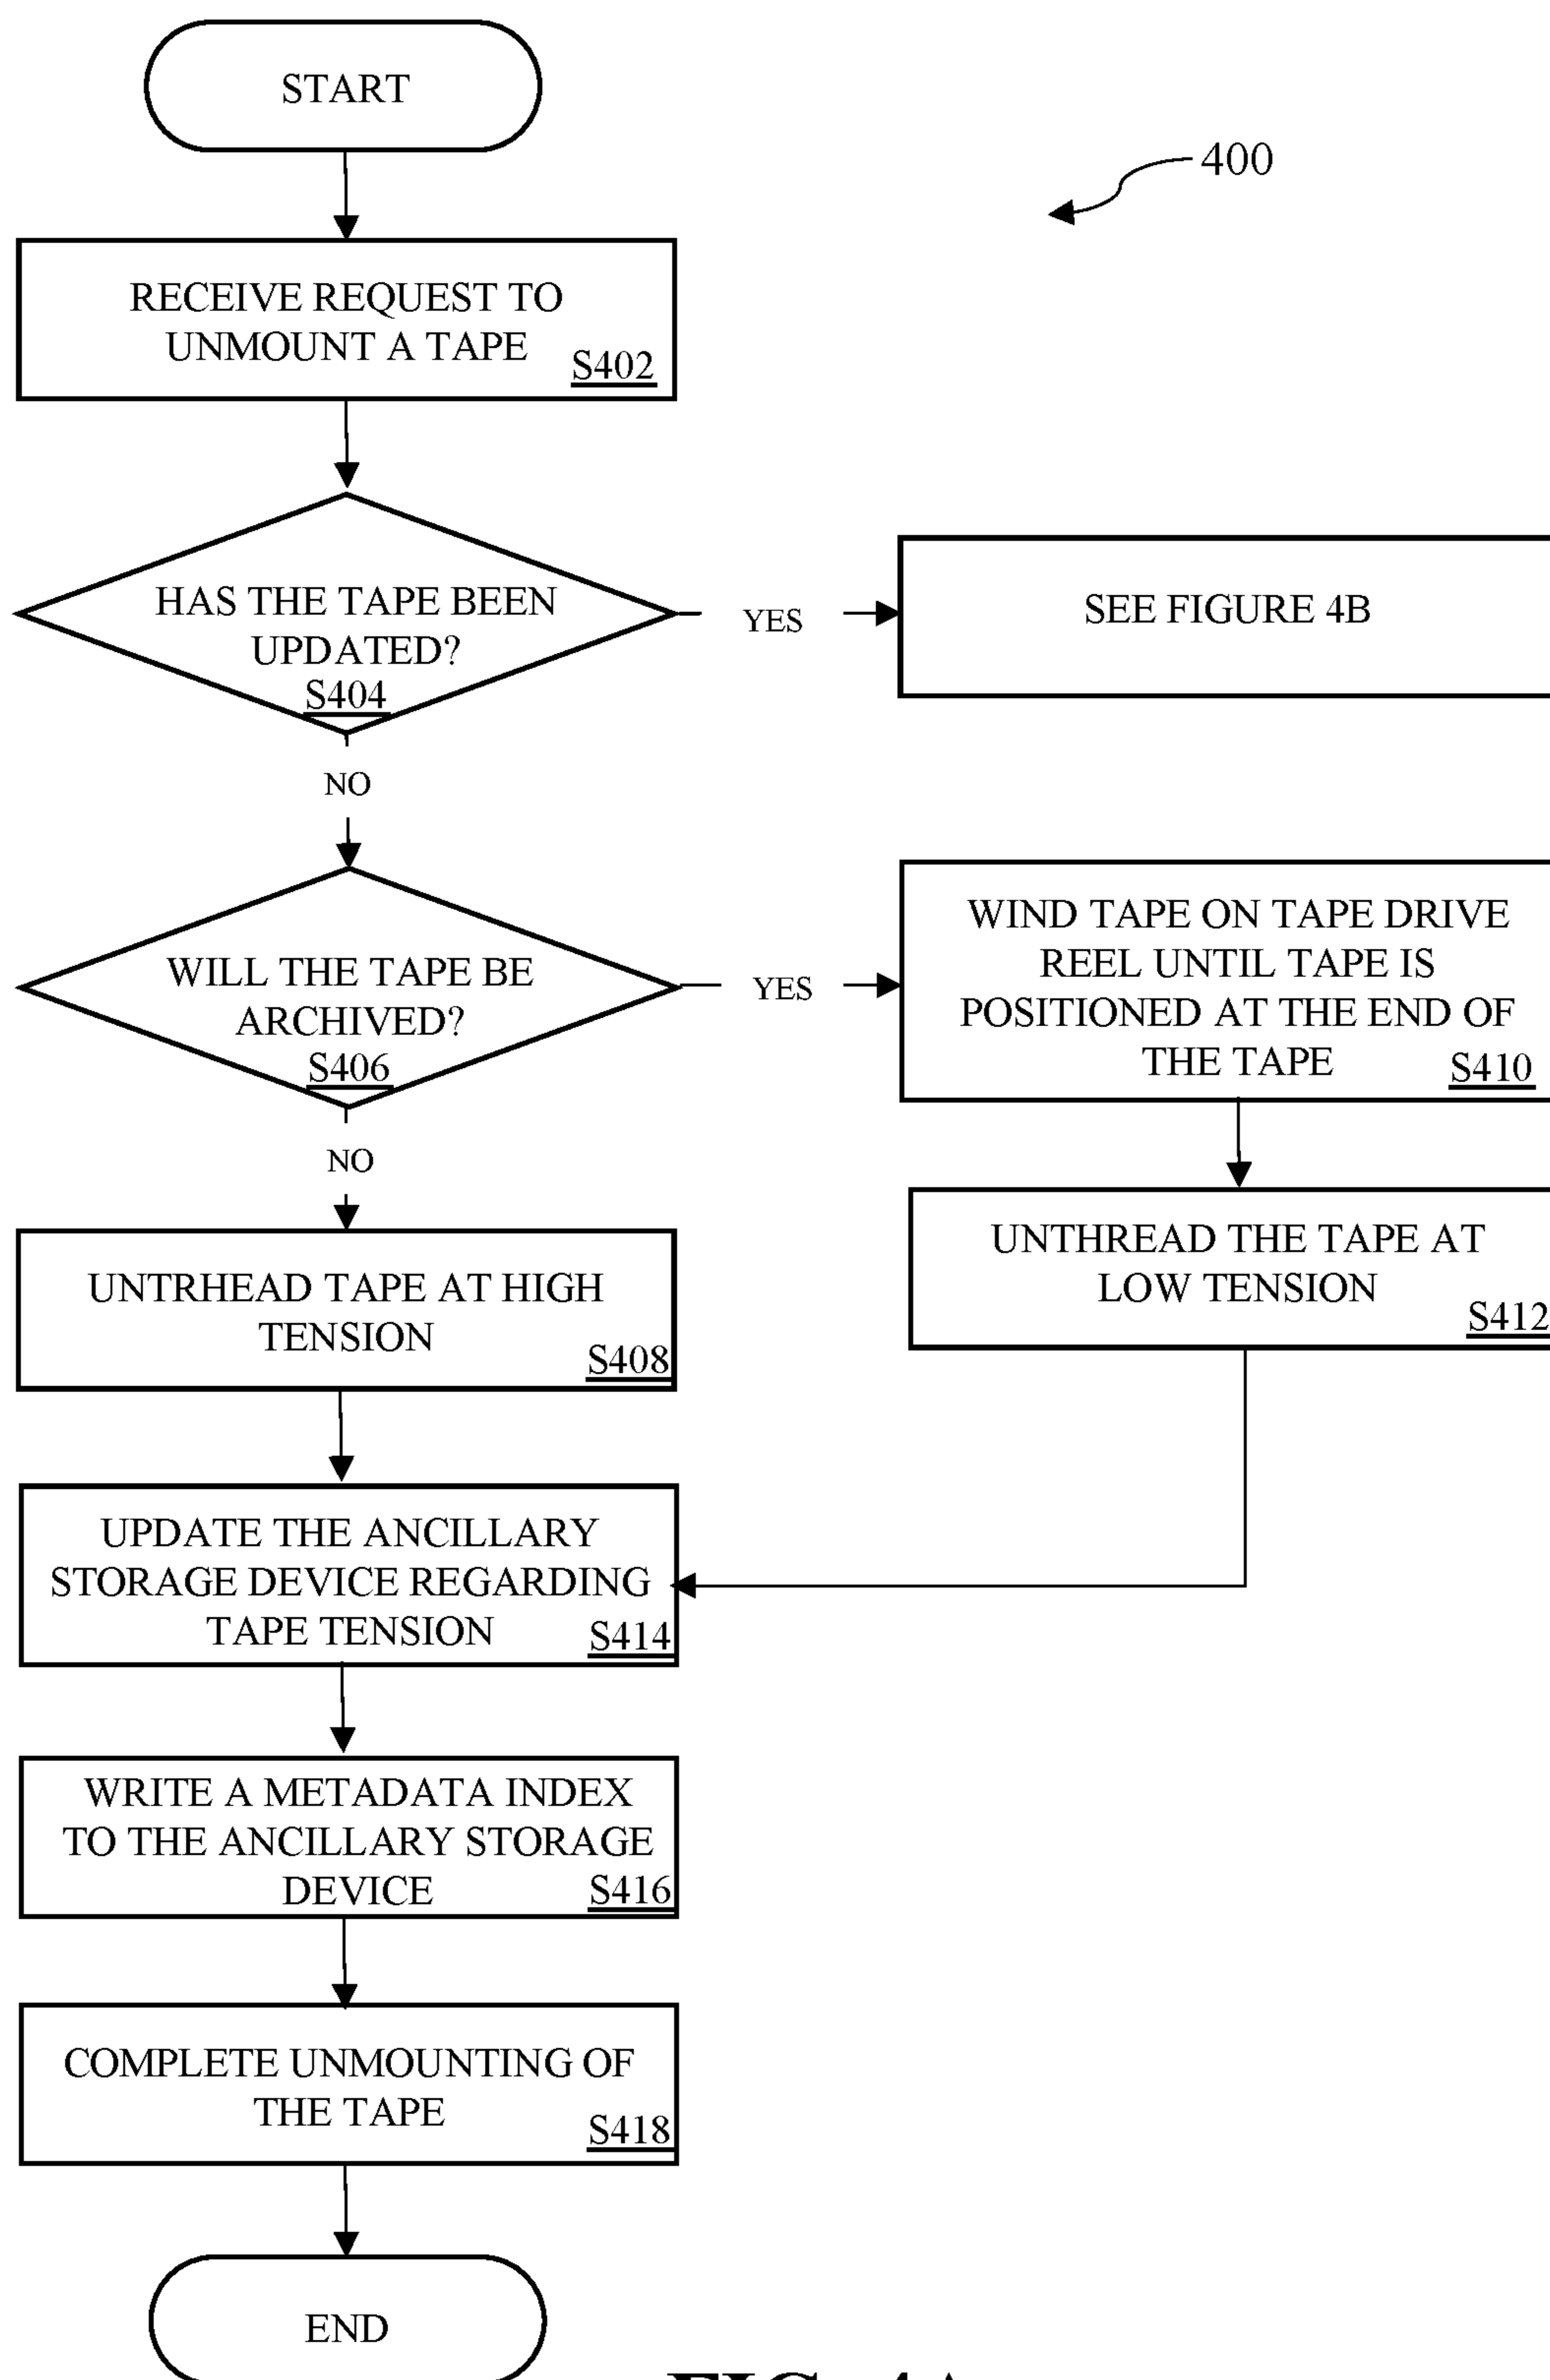 START
400
RECEIVE REQUEST TO
UNMOUNT A TAPE
S402
HAS THE TAPE BEEN
UPDATED?
S404
YES
SEE FIGURE 4B
NO
WILL THE TAPE BE
ARCHIVED?
S406
YES
WIND TAPE ON TAPE DRIVE
REEL UNTIL TAPE IS
POSITIONED AT THE END OF
THE TAPE
S410
NO
UNTRHEAD TAPE AT HIGH
TENSION
S408
UNTHREAD THE TAPE AT
LOW TENSION
S412
UPDATE THE ANCILLARY
STORAGE DEVICE REGARDING
TAPE TENSION
S414
WRITE A METADATA INDEX
TO THE ANCILLARY STORAGE
DEVICE
S416
COMPLETE UNMOUNTING OF
THE TAPE
S418
END